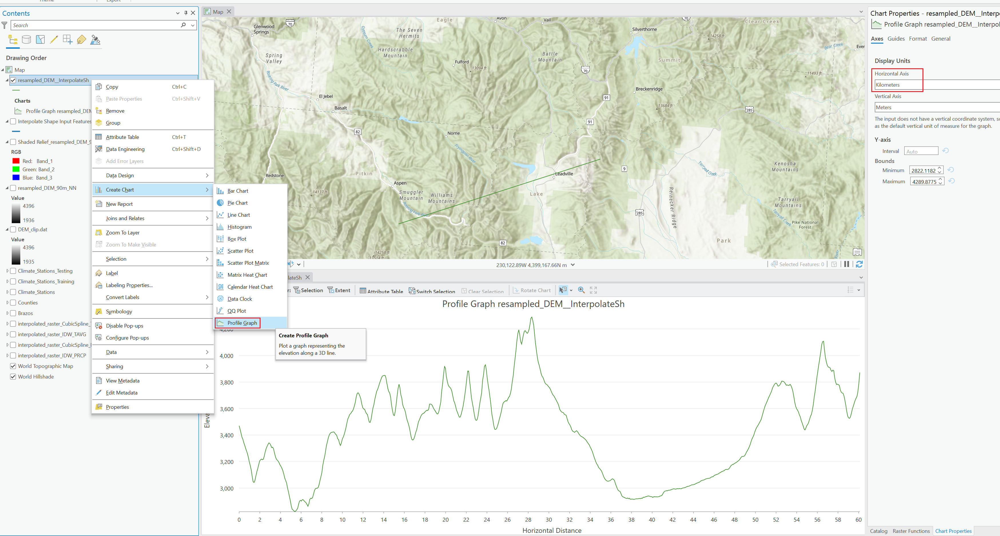 Theme
Export
Contents
Search
Drawing Order
Map
resampled_DEM__InterpolateSh
Charts
Profile Graph resampled_DEM
Interpolate Shape Input Features
Shaded Relief_resampled_DEM_9
RGB
Red: Band_1
Green: Band_2
Blue: Band_3
resampled_DEM_90m_NN
Value
4396
1936
DEM_clip.dat
Value
4396
1935
Climate_Stations_Testing
Climate_Stations_Training
Climate_Stations
Counties
Brazos
interpolated_raster_CubicSpline_
interpolated_raster_IDW_TAVG
interpolated_raster_CubicSpline_
interpolated_raster_IDW_PRCP
World Topographic Map
World Hillshade
Copy Ctrl+C
Paste Properties Ctrl+Shift+V
Remove
Group
Attribute Table Ctrl+T
Data Engineering Ctrl+Shift+D
Add Error Layers
Data Design
Create Chart
New Report
Joins and Relates
Zoom To Layer
Zoom To Make Visible
Selection
Label
Labeling Properties...
Convert Labels
Symbology
Disable Pop-ups
Configure Pop-ups
Data
Sharing
View Metadata
Edit Metadata
Properties
Bar Chart
Pie Chart
Line Chart
Histogram
Box Plot
Scatter Plot
Scatter Plot Matrix
Matrix Heat Chart
Calendar Heat Chart
Data Clock
QQ Plot
Profile Graph
Create Profile Graph
Plot a graph representing the
elevation along a 3D line.
Map
Glenwood
Springs
70
Eagle
Avon
Vail
70
Clear Creek
Gypsum Creek
The Seven
Hermits
Silverthorne
14258 ft
Bear Creek
Ever
Spring
Valley
Hardscrabble
Mountain
Battle
Mountain
Summit
Fulford
13094 ft
70
11493 ft
Roaring Fork River
El Jebel
91
Breckenridge
Basalt
13684 ft
285
91
82
Norrie
Fryingpan River
Redstone
Pitkin
Leadville
9
Tarryall Creek
Kenosha
Mountains
Aspen
14137 ft
Smuggler
Mountain
Williams
Mountains
Lake
Reinecker Ridge
Tarryall
Mountains
Roaring Fork River
285
Tarryall Creek
Pike National
Forest
82
Park
14258 ft
13514 ft
River
230,122.89W 4,399,167.66N m
Selected Features: 0
lateSh
r:
Selection
Extent
Attribute Table
Switch Selection
Clear Selection
Rotate Chart
Profile Graph resampled_DEM__InterpolateSh
4,200
4,000
3,800
3,600
3,400
3,200
3,000
Eleva
0 2 4 6 8 10 12 14 16 18 20 22 24 26 28 30 32 34 36 38 40 42 44 46 48 50 52 54 56 58 60
Horizontal Distance
Chart Properties - resampled_DEM__Interpo
Profile Graph resampled_DEM__Interpol
Axes Guides Format General
Display Units
Horizontal Axis
Kilometers
Vertical Axis
Meters
The input does not have a vertical coordinate system, so
as the default vertical unit of measure for the graph.
Y-axis
Interval Auto
Bounds
Minimum 2822.1182
Maximum 4289.8775
Catalog Raster Functions Chart Properties